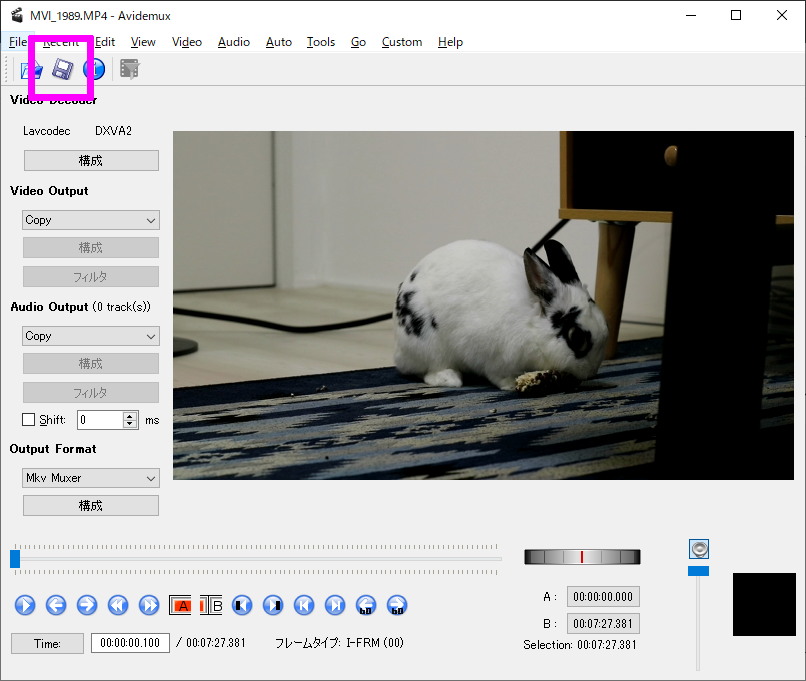 MVI_1989.MP4 - Avidemux
File Recent Edit View Video Audio Auto Tools Go Custom Help
Video Decoder
Lavcodec DXVA2
構成
Video Output
Copy
構成
フィルタ
Audio Output (0 track(s))
Copy
構成
フィルタ
Shift: 0 ms
Output Format
Mkv Muxer
構成
A B 60 60
A: 00:00:00.000
B: 00:07:27.381
Time: 00:00:00.100 / 00:07:27.381 フレームタイプ: I-FRM (00) Selection: 00:07:27.381